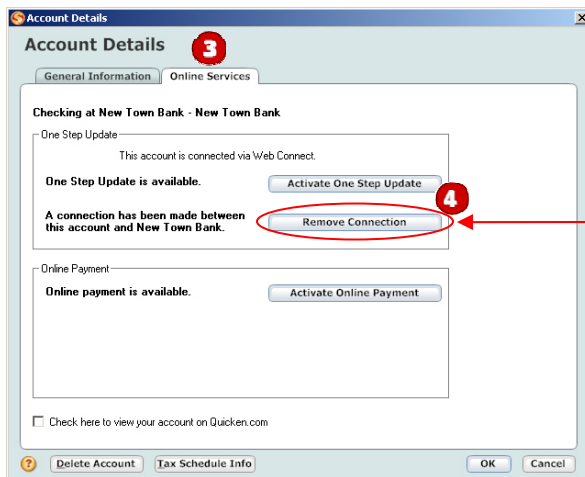 Account Details
Account Details
3
General Information
Online Services
Checking at New Town Bank - New Town Bank
One Step Update
This account is connected via Web Connect.
One Step Update is available.
Activate One Step Update
4
A connection has been made between
this account and New Town Bank.
Remove Connection
Online Payment
Online payment is available.
Activate Online Payment
Check here to view your account on Quicken.com
? Delete Account Tax Schedule Info OK Cancel